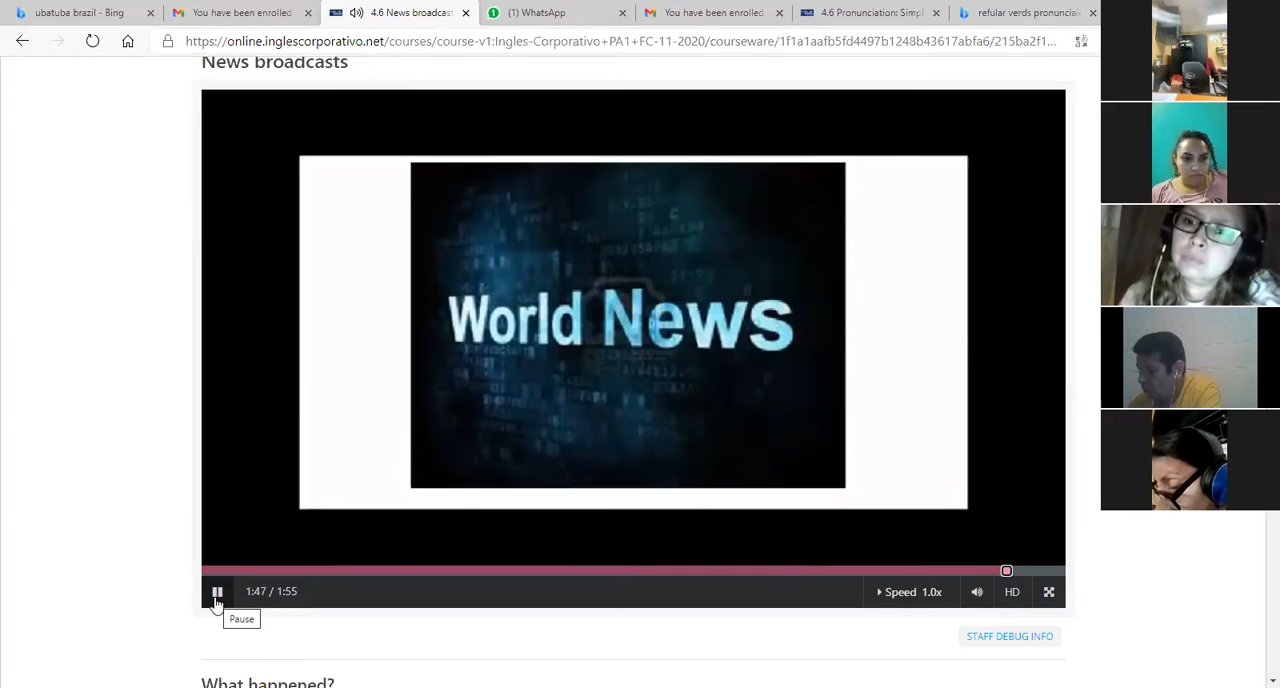 ubatuba brazil - Bing
You have been enrolled
4.6 News broadcast
(1) WhatsApp
You have been enrolled
4.6 Pronunciation: Simpl
refular verds pronunciai
https://online.inglescorporativo.net/courses/course-v1:Ingles-Corporativo+PA1+FC-11-2020/courseware/1f1a1aafb5fd4497b1248b43617abfa6/215ba2f1...
News broadcasts
World News
1:47 / 1:55
Speed 1.0x
HD
Pause
STAFF DEBUG INFO
What happened?